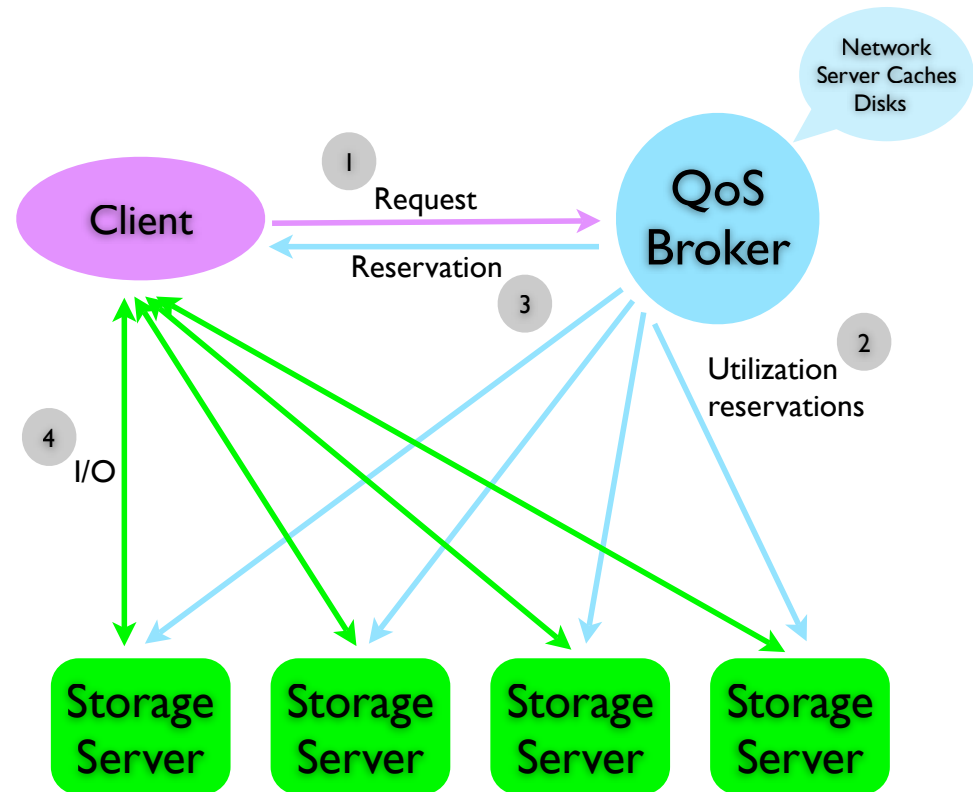 Network
Server Caches
Disks
1
Request
Client
QoS
Broker
Reservation
3
2
Utilization
reservations
4
I/O
Storage
Server
Storage
Server
Storage
Server
Storage
Server